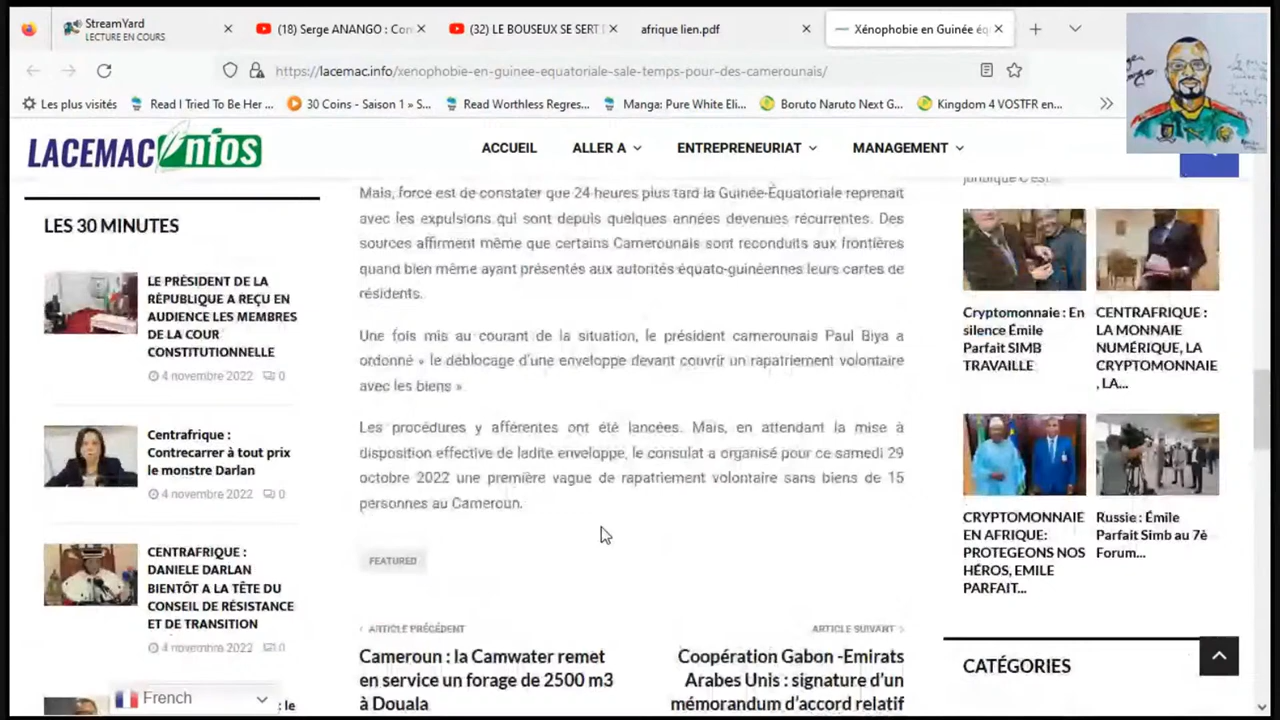 StreamYard
LECTURE EN COURS
(18) Serge ANANGO : Con
(32) LE BOUSEUX SE SERT
afrique lien.pdf
Xénophobie en Guinée éq
https://lacemac.info/xenophobie-en-guinee-equatoriale-sale-temps-pour-des-camerounais/
Les plus visités
Read I Tried To Be Her ...
30 Coins - Saison 1 » S...
Read Worthless Regres...
Manga: Pure White Eli...
Boruto Naruto Next G...
Kingdom 4 VOSTFR en...
LACEMAC infos
ACCUEIL
ALLER A
ENTREPRENEURIAT
MANAGEMENT
LES 30 MINUTES
LE PRÉSIDENT DE LA
RÉPUBLIQUE A REÇU EN
AUDIENCE LES MEMBRES
DE LA COUR
CONSTITUTIONNELLE
4 novembre 2022 0
Centrafrique :
Contrecarrer à tout prix
le monstre Darlan
4 novembre 2022 0
CENTRAFRIQUE :
DANIELE DARLAN
BIENTÔT A LA TÊTE DU
CONSEIL DE RÉSISTANCE
ET DE TRANSITION
4 novembre 2022 0
: le
French
Mais, force est de constater que 24 heures plus tard la Guinée-Équatoriale reprenait
avec les expulsions qui sont depuis quelques années devenues récurrentes. Des
sources affirment même que certains Camerounais sont reconduits aux frontières
quand bien même ayant présentés aux autorités équato-guinéennes leurs cartes de
résidents.
Une fois mis au courant de la situation, le président camerounais Paul Biya a
ordonné « le déblocage d'une enveloppe devant couvrir un rapatriement volontaire
avec les biens »
Les procédures y afférentes ont été lancées. Mais, en attendant la mise à
disposition effective de ladite enveloppe, le consulat a organisé pour ce samedi 29
octobre 2022 une première vague de rapatriement volontaire sans biens de 15
personnes au Cameroun.
FEATURED
ARTICLE PRÉCÉDENT
Cameroun : la Camwater remet
en service un forage de 2500 m3
à Douala
ARTICLE SUIVANT
Coopération Gabon -Emirats
Arabes Unis : signature d'un
mémorandum d'accord relatif
juridique c'est...
Cryptomonnaie : En
silence Émile
Parfait SIMB
TRAVAILLE
CENTRAFRIQUE :
LA MONNAIE
NUMÉRIQUE, LA
CRYPTOMONNAIE
, LA...
CRYPTOMONNAIE
EN AFRIQUE:
PROTEGEONS NOS
HÉROS, EMILE
PARFAIT...
Russie : Émile
Parfait Simb au 7è
Forum...
CATÉGORIES